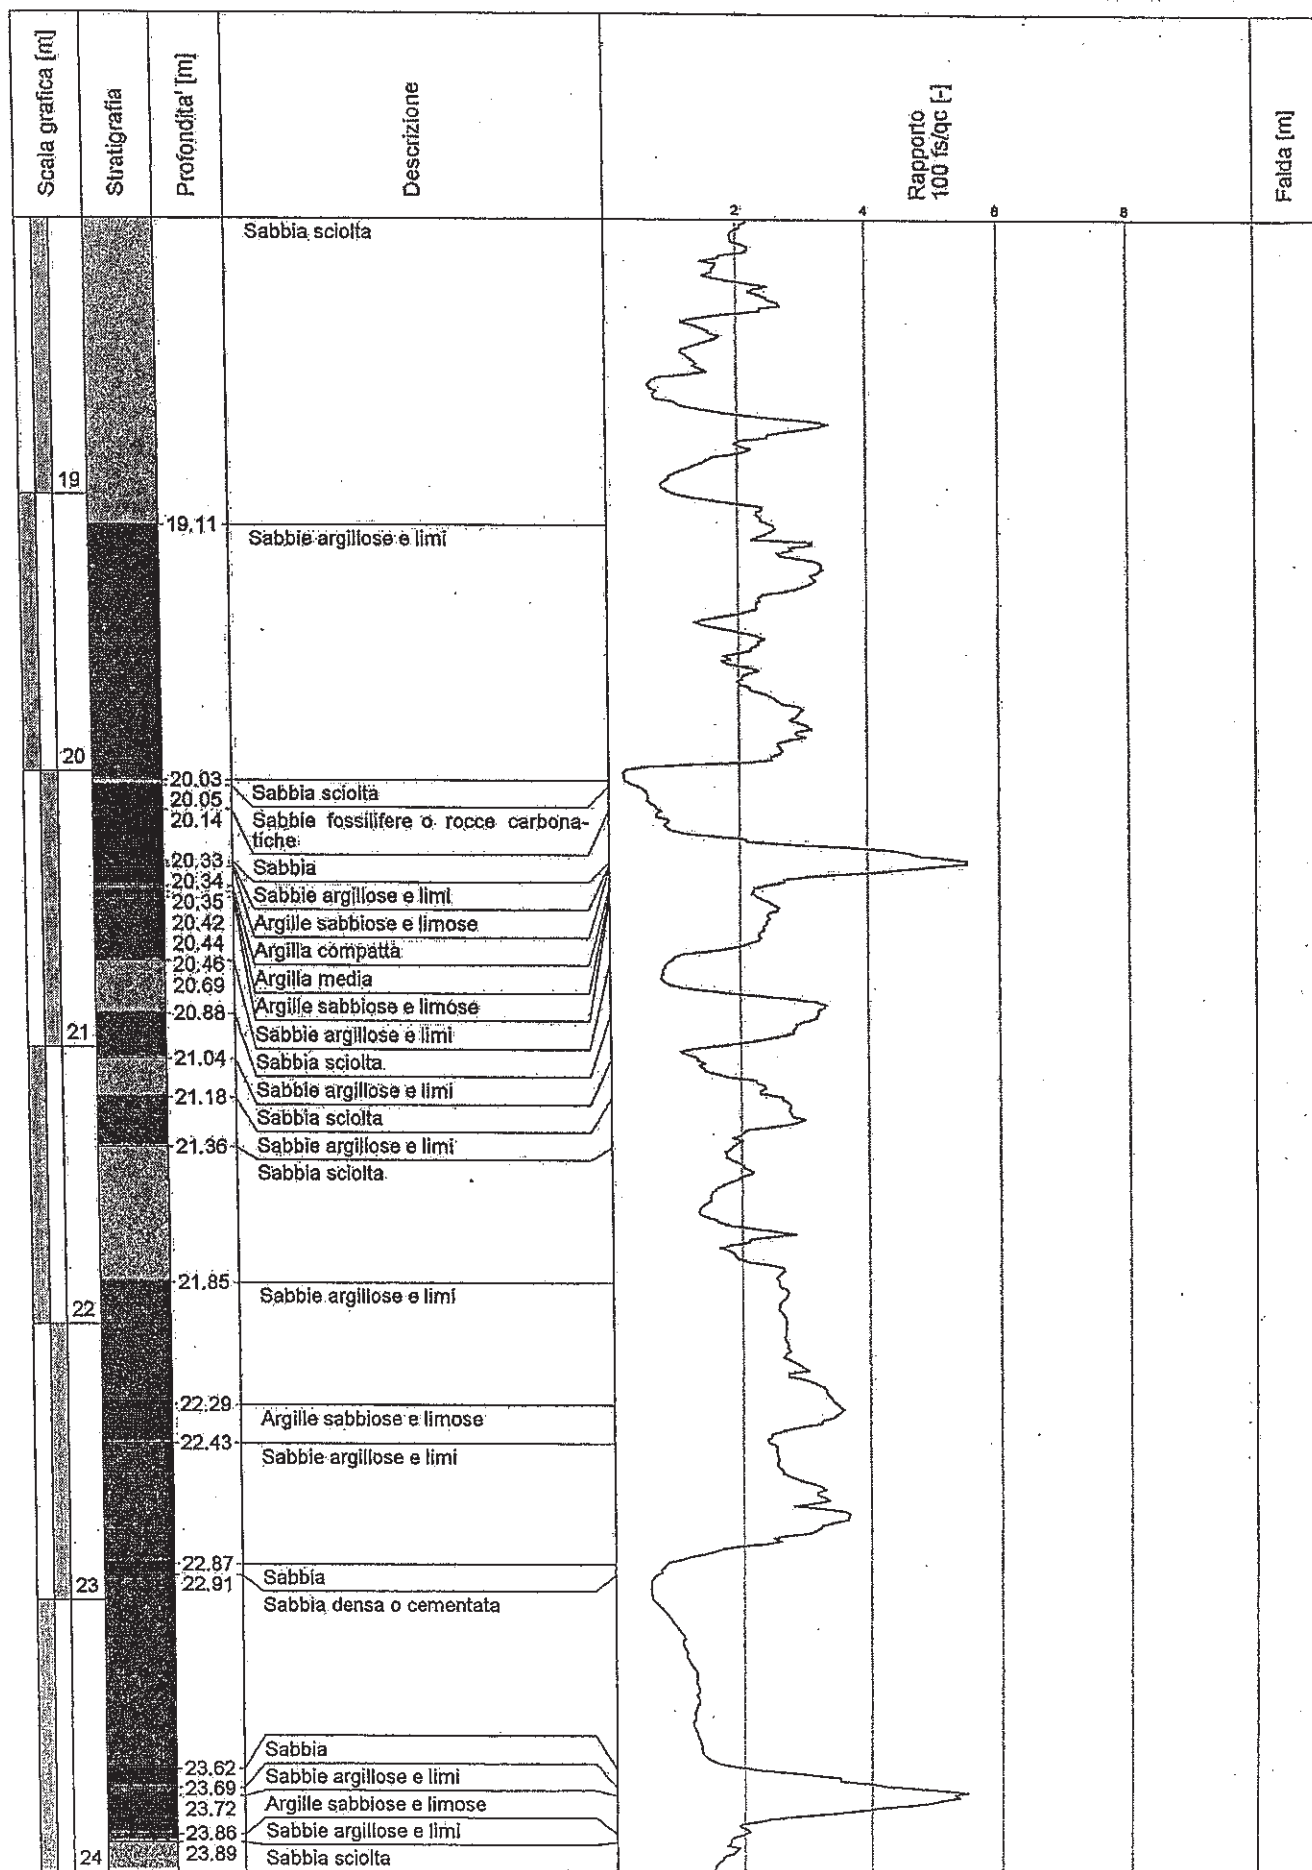 Scala grafica [m]
Stratigrafia
Profondita' [m]
Descrizione
Rapporto
100 fs/qc [-]
Falda [m]
2 4 6 8
Sabbia sciolta
19
19.11
Sabbie argillose e limi
20
20.03
Sabbia sciolta
20.05
20.14
Sabbie fossilifere o rocce carbona-
tiche
20.33
Sabbia
20.34
Sabbie argillose e limi
20.35
20.42
Argille sabbiose e limose
20.44
Argilla compatta
20.46
20.69
Argilla media
20.88
Argille sabbiose e limose
21
Sabbie argillose e limi
21.04
Sabbia sciolta
Sabbie argillose e limi
21.18
Sabbia sciolta
21.36
Sabbie argillose e limi
Sabbia sciolta
21.85
Sabbie argillose e limi
22
22.29
Argille sabbiose e limose
22.43
Sabbie argillose e limi
22.87
22.91
Sabbia
23
Sabbia densa o cementata
Sabbia
23.62
Sabbie argillose e limi
23.69
23.72
Argille sabbiose e limose
23.86
Sabbie argillose e limi
23.89
24
Sabbia sciolta